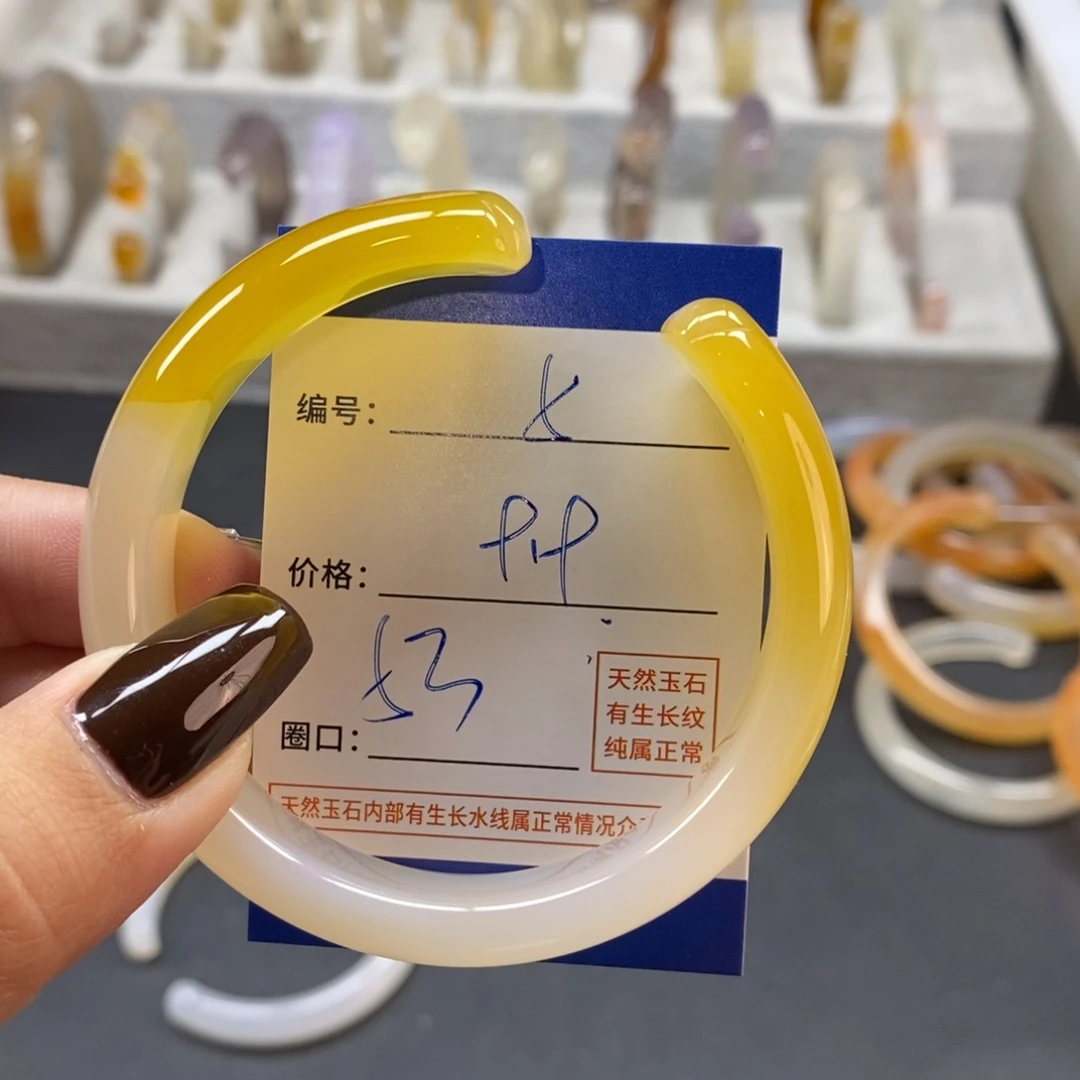 编号：
价格：
天然玉石
有生长纹
纯属正常
圈口：
天然玉石内部有生长水线属正常情况介